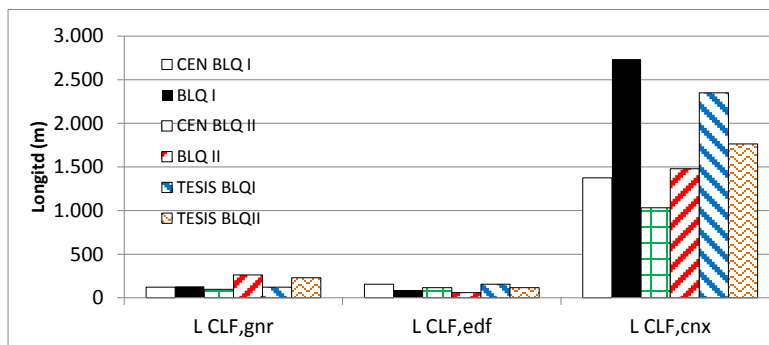 3.000
2.500
2.000
1.500
1.000
500
0
Longitd (m)
CEN BLQ I
BLQ I
CEN BLQ II
BLQ II
TESIS BLQI
TESIS BLQII
L CLF,gnr
L CLF,edf
L CLF,cnx